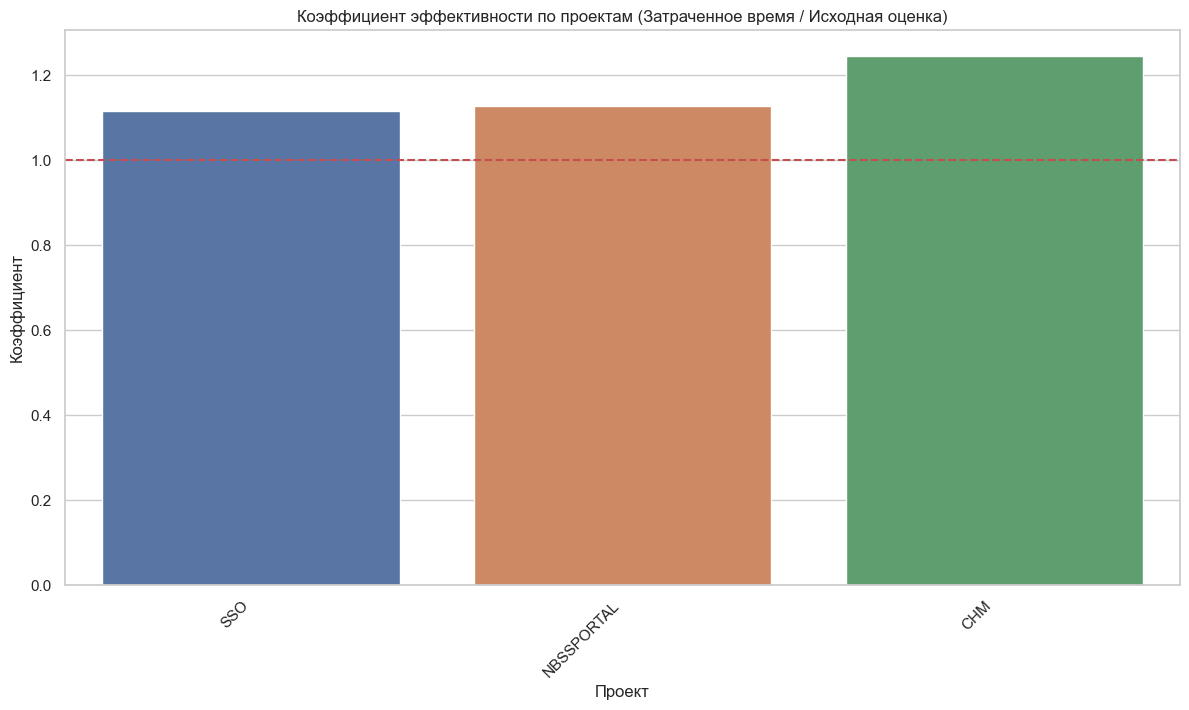 Коэффициент эффективности по проектам (Затраченное время / Исходная оценка)
1.2
1.0
0.8
0.6
0.4
0.2
0.0
Коэффициент
SSO
NBSSPORTAL
CHM
Проект